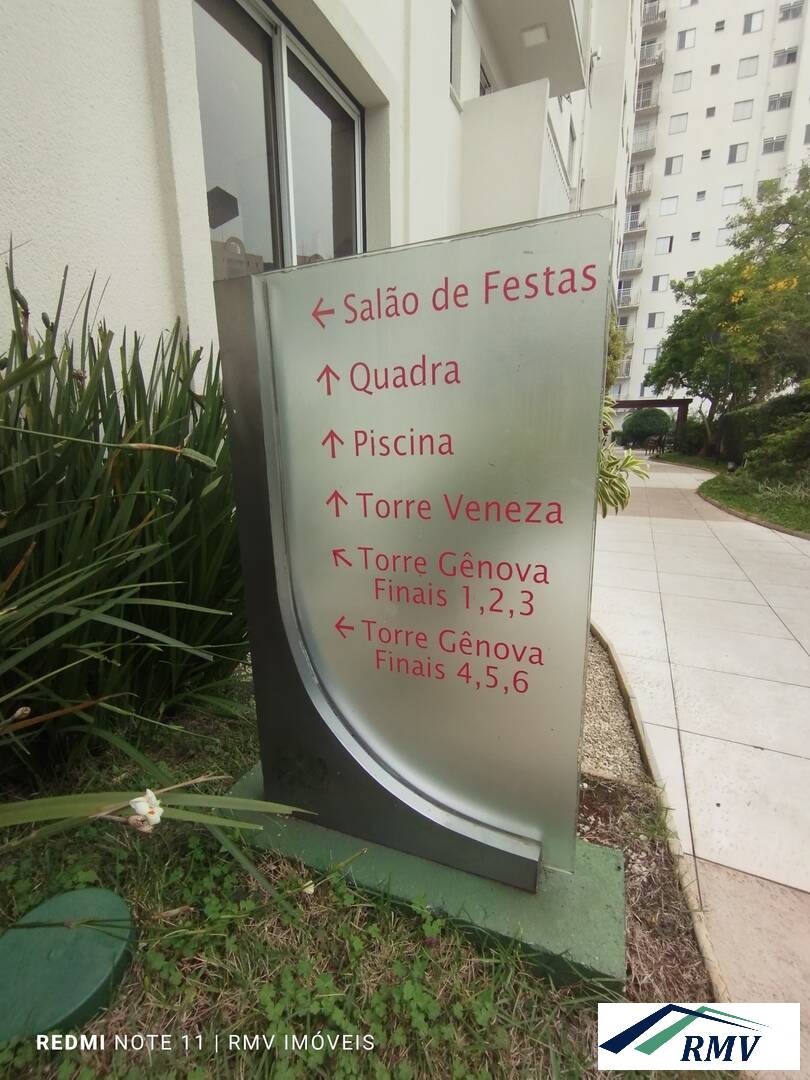 ← Salão de Festas
↑ Quadra
↑ Piscina
↑ Torre Veneza
↖ Torre Gênova
Finais 1,2,3
← Torre Gênova
Finais 4,5,6
REDMI NOTE 11 | RMV IMÓVEIS
RMV